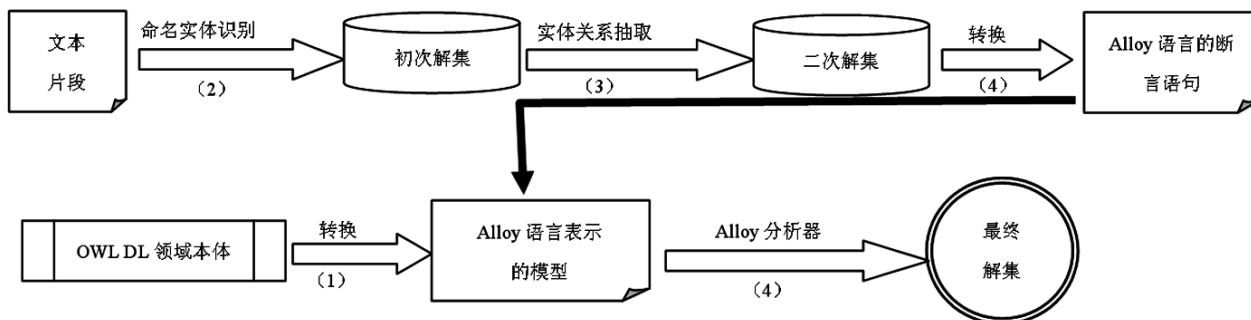 文本
片段
命名实体识别
（2）
初次解集
实体关系抽取
（3）
二次解集
转换
（4）
Alloy 语言的断
言语句
OWL DL 领域本体
转换
（1）
Alloy 语言表示
的模型
Alloy 分析器
（4）
最终
解集